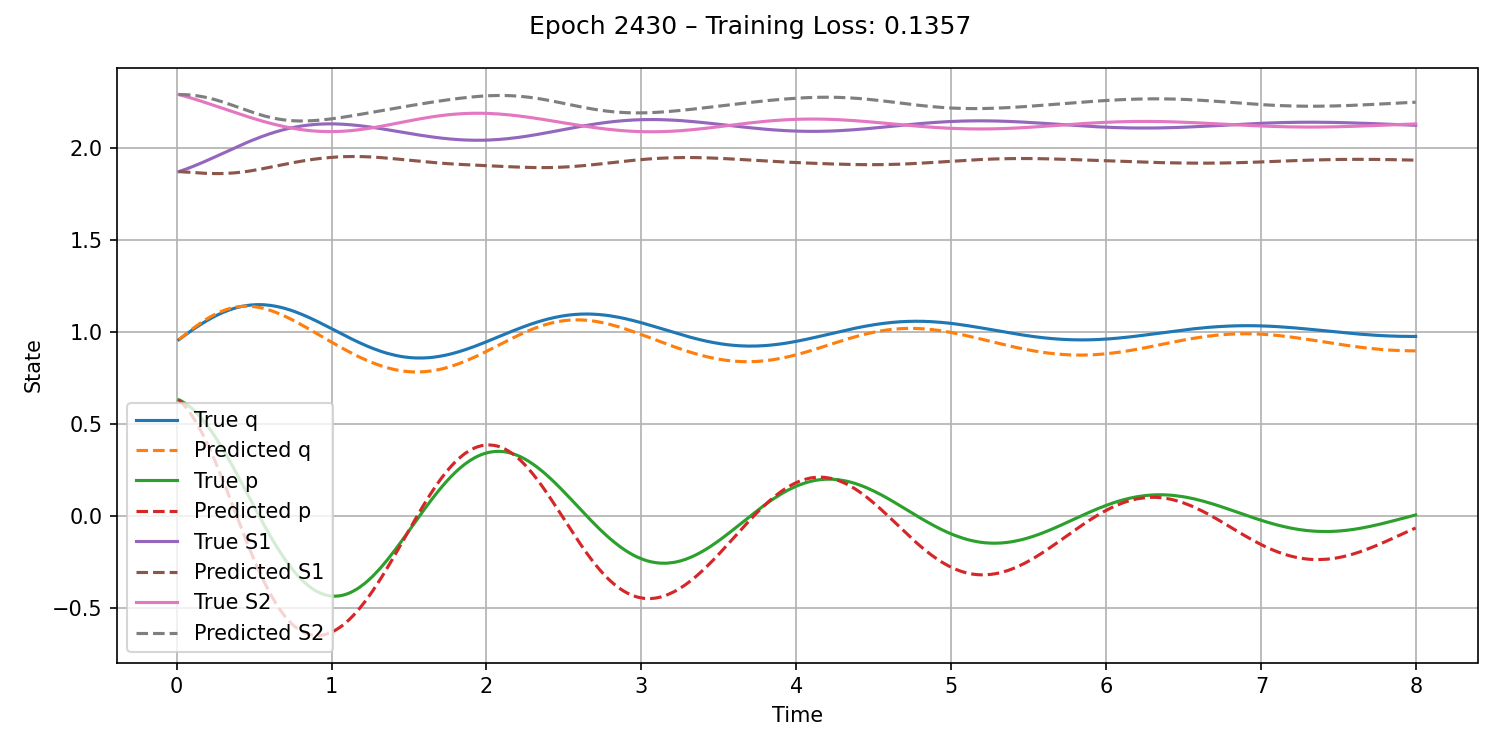 Epoch 2430 – Training Loss: 0.1357
State
2.0
1.5
1.0
0.5
0.0
−0.5
True q
Predicted q
True p
Predicted p
True S1
Predicted S1
True S2
Predicted S2
0 1 2 3 4 5 6 7 8
Time